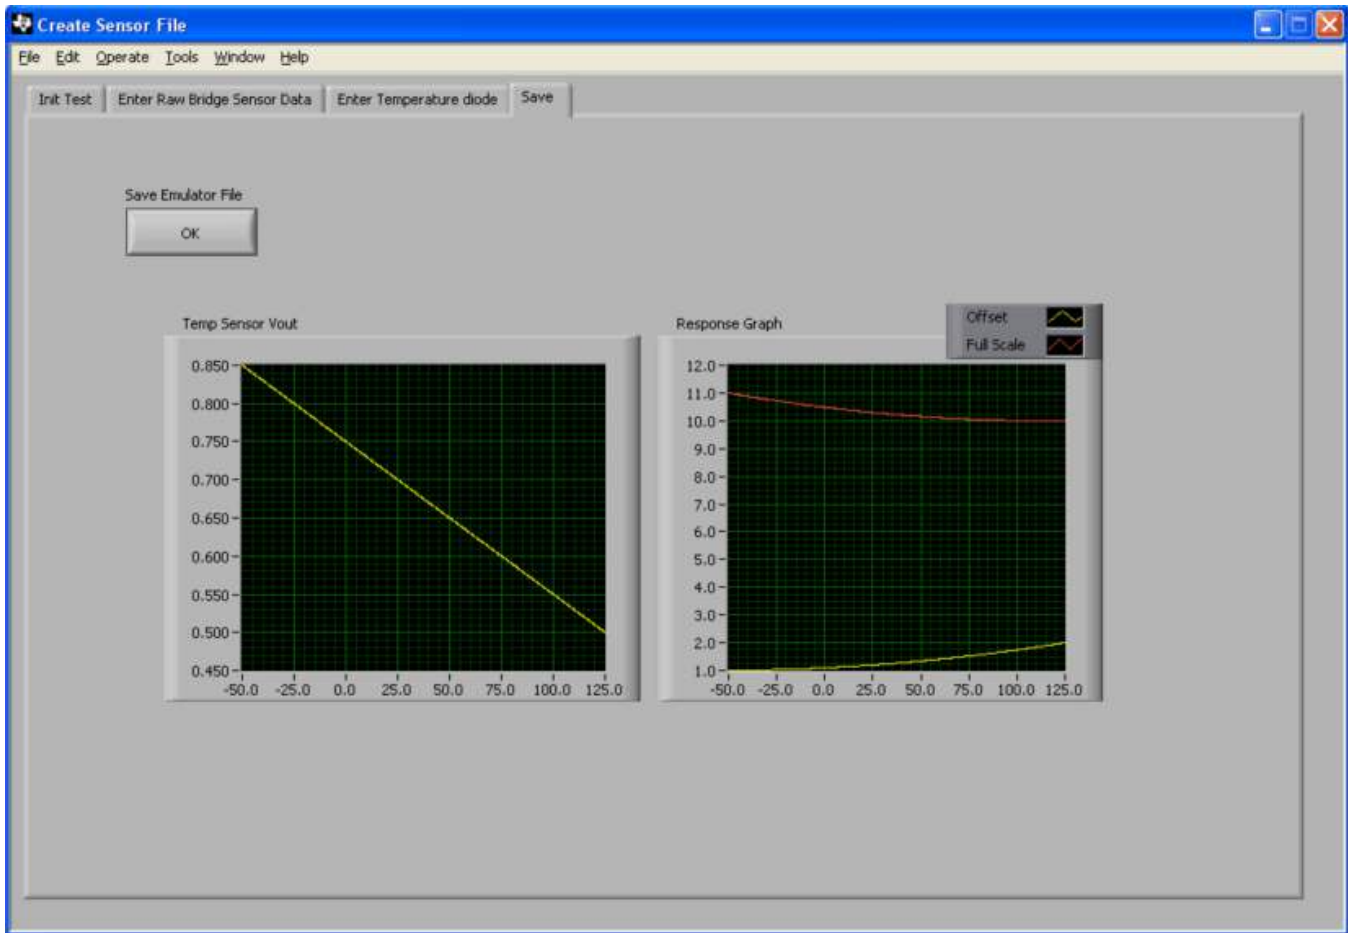 Create Sensor File
File Edit Operate Tools Window Help
Init Test Enter Raw Bridge Sensor Data Enter Temperature diode Save
Save Emulator File
OK
Temp Sensor Vout
0.850
0.800
0.750
0.700
0.650
0.600
0.550
0.500
0.450
-50.0 -25.0 0.0 25.0 50.0 75.0 100.0 125.0
Response Graph
Offset
Full Scale
12.0
11.0
10.0
9.0
8.0
7.0
6.0
5.0
4.0
3.0
2.0
1.0
-50.0 -25.0 0.0 25.0 50.0 75.0 100.0 125.0